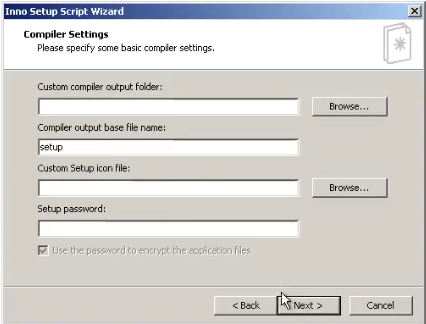 Inno Setup Script Wizard
Compiler Settings
Please specify some basic compiler settings.
Custom compiler output folder:
Browse...
Compiler output base file name:
setup
Custom Setup icon file:
Browse...
Setup password:
Use the password to encrypt the application files
< Back
Next >
Cancel